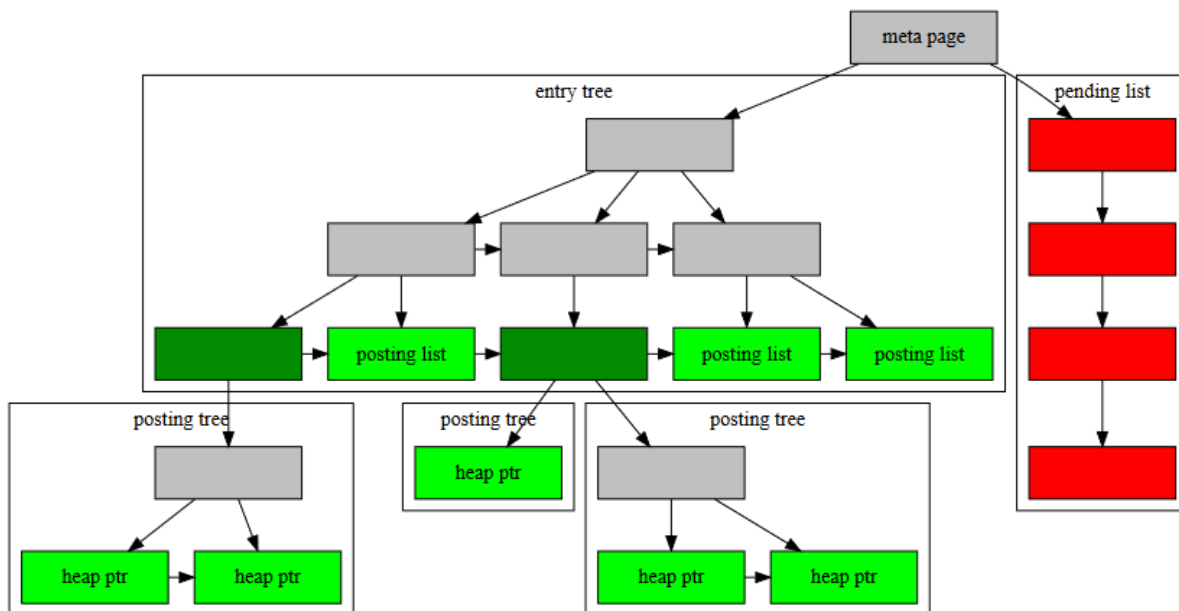 meta page
entry tree
pending list
posting list
posting list
posting list
posting tree
posting tree
posting tree
heap ptr
heap ptr
heap ptr
heap ptr
heap ptr